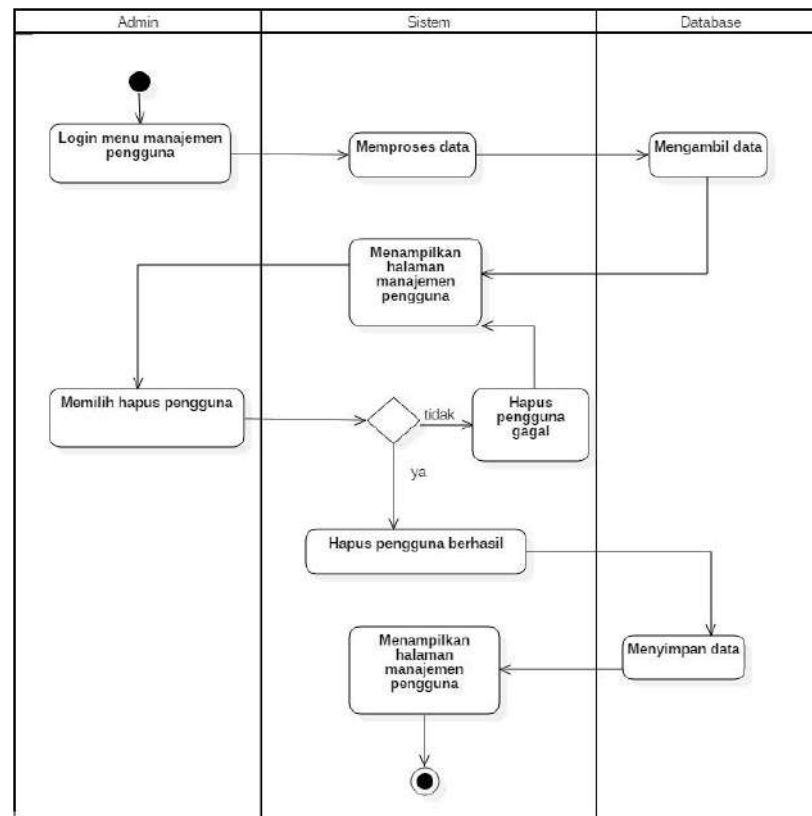 Admin
Sistem
Database
Login menu manajemen
pengguna
Memproses data
Mengambil data
Menampilkan
halaman
manajemen
pengguna
Memilih hapus pengguna
tidak
Hapus
pengguna
gagal
ya
Hapus pengguna berhasil
Menampilkan
halaman
manajemen
pengguna
Menyimpan data